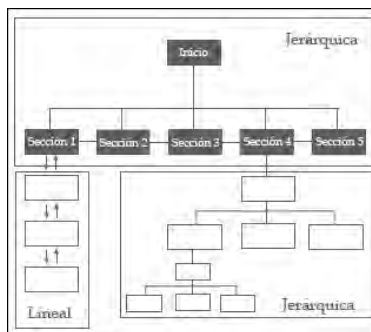 Jerárquica
Inicio
Sección 1 Sección 2 Sección 3 Sección 4 Sección 5
Lineal
Jerárquica